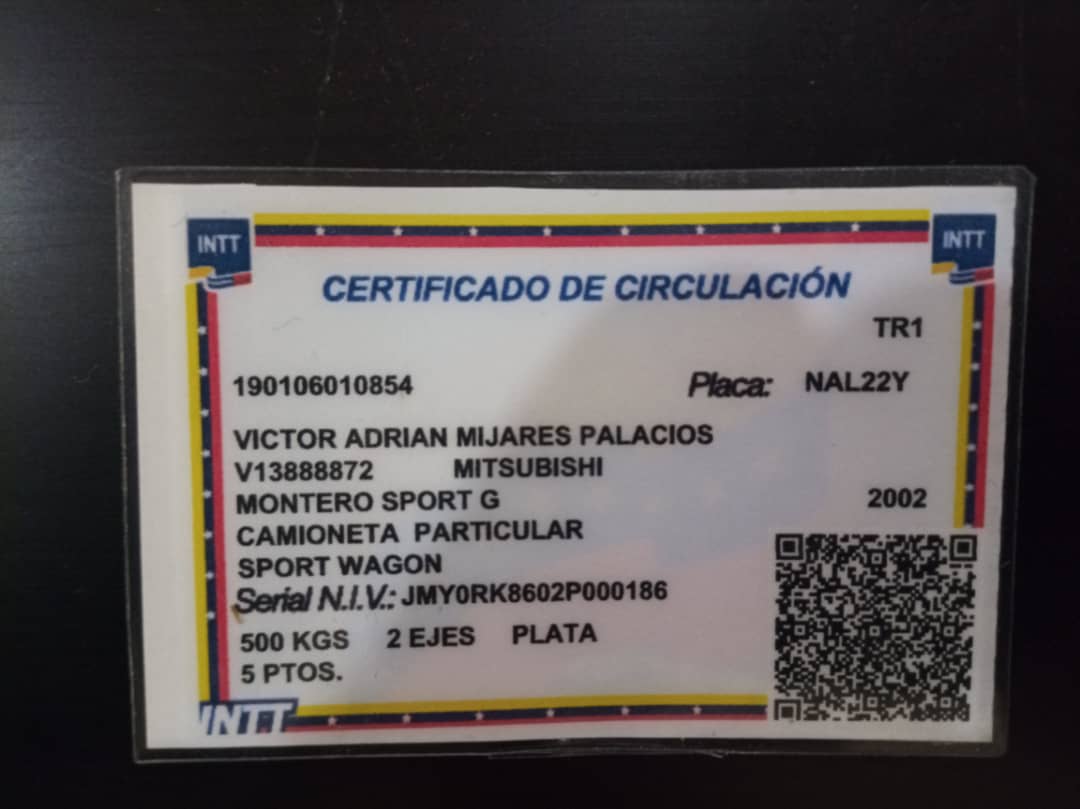 INTT
INTT
CERTIFICADO DE CIRCULACIÓN
TR1
190106010854 Placa: NAL22Y
VICTOR ADRIAN MIJARES PALACIOS
V13888872 MITSUBISHI
MONTERO SPORT G 2002
CAMIONETA PARTICULAR
SPORT WAGON
Serial N.I.V.: JMY0RK8602P000186
500 KGS 2 EJES PLATA
5 PTOS.
INTT